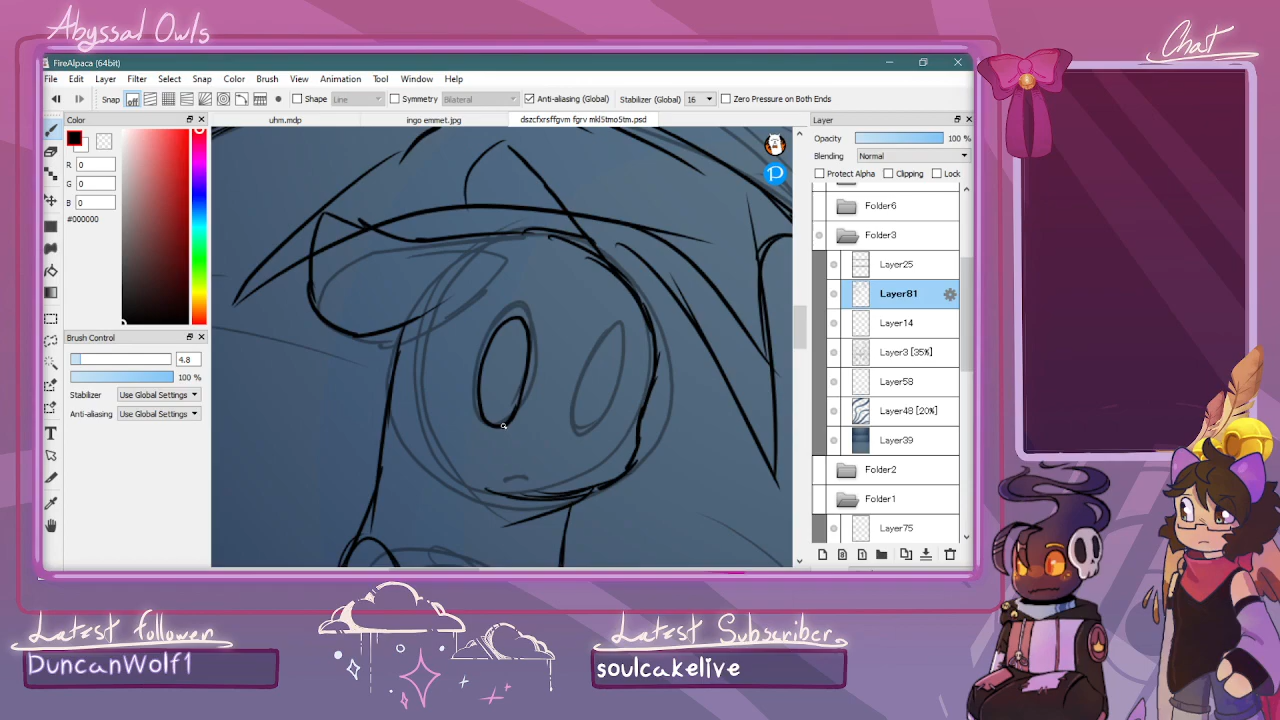 Abyssal Owls
Chat
FireAlpaca (64bit)
File Edit Layer Filter Select Snap Color Brush View Animation Tool Window Help
Snap off Shape Line Symmetry Bilateral Anti-aliasing (Global) Stabilizer (Global) 16 Zero Pressure on Both Ends
Color
uhm.mdp
ingo emmet.jpg
dszcfxrsffgvm fgrv mkl5tmo5tm.psd
R 0
G 0
B 0
#000000
Brush Control
4.8
100 %
Stabilizer Use Global Settings
Anti-aliasing Use Global Settings
Layer
Opacity 100 %
Blending Normal
Protect Alpha Clipping Lock
Folder6
Folder3
Layer25
Layer81
Layer14
Layer3 [35%]
Layer58
Layer48 [20%]
Layer39
Folder2
Folder1
Layer75
Latest follower
DuncanWolf1
Latest Subscriber
soulcakelive